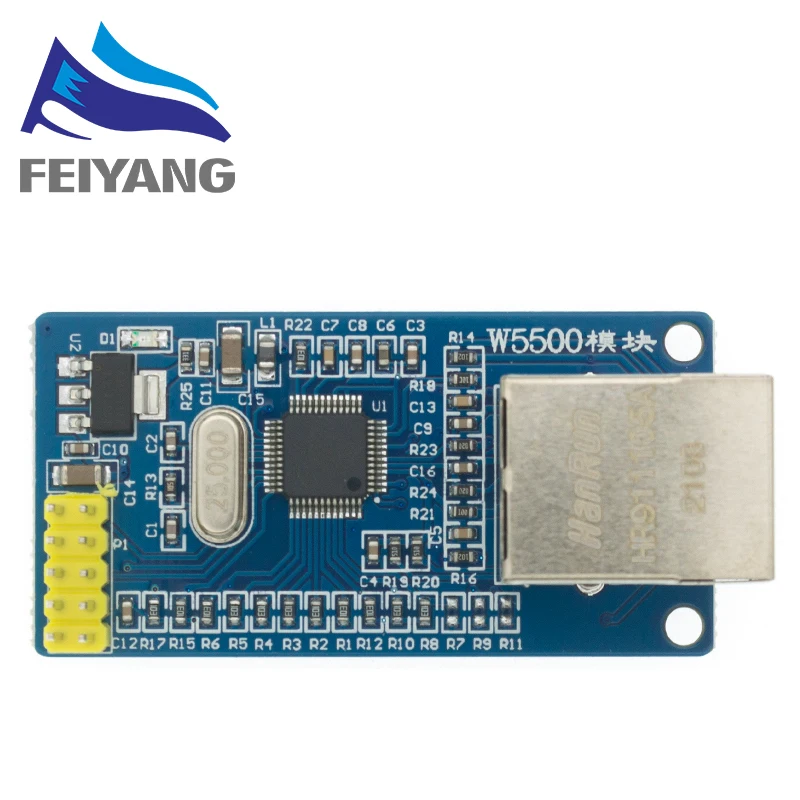 FEIYANG
W5500模块
U2
D1
R25
C11
C15
L1
R22
C7
C8
C6
C3
R14
R18
C13
C9
R23
C16
R24
R21
C5
R16
U1
C10
C14
C2
R13
C1
25.000
HanRun
HR911105A
2108
P1
C4
R19
R20
C12
R17
R15
R6
R5
R4
R3
R2
R1
R12
R10
R8
R7
R9
R11